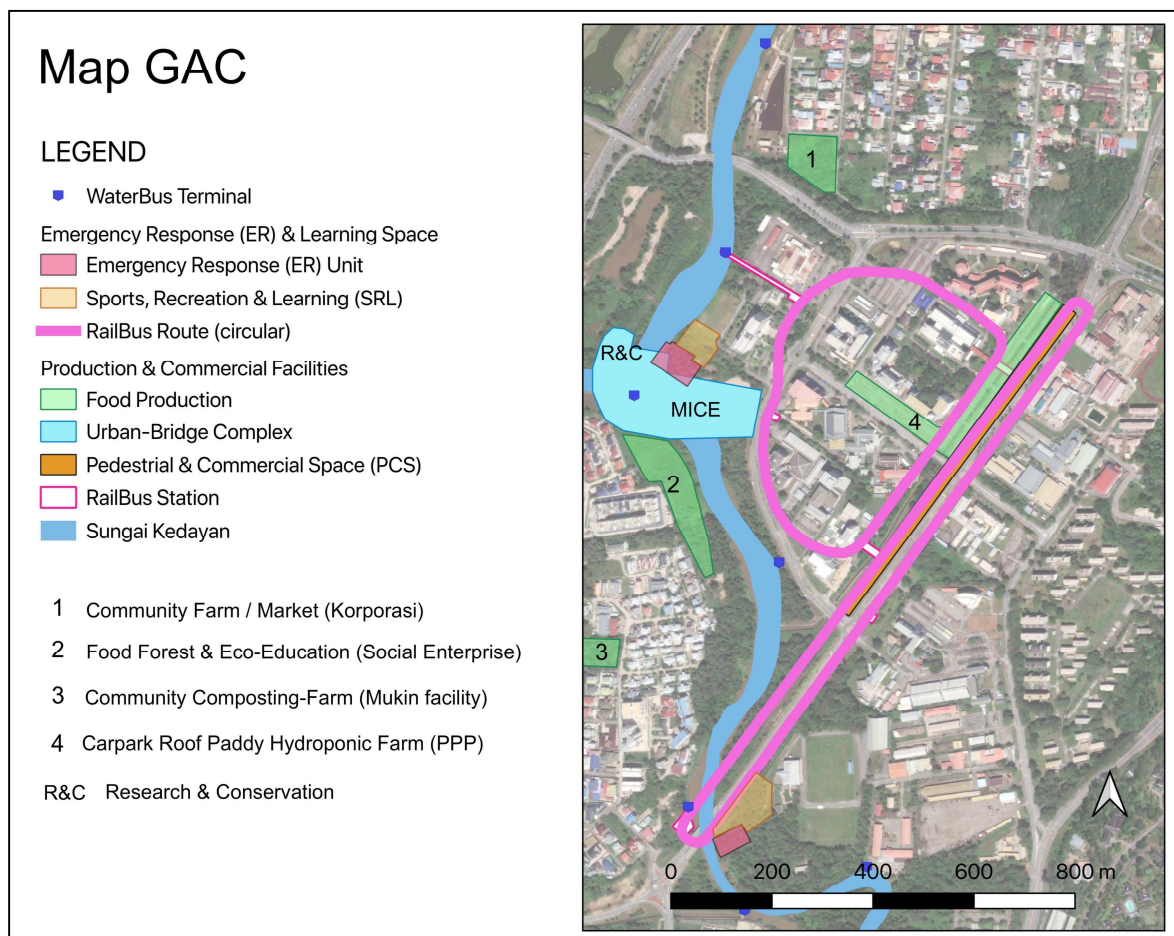 Map GAC
LEGEND
WaterBus Terminal
Emergency Response (ER) & Learning Space
Emergency Response (ER) Unit
Sports, Recreation & Learning (SRL)
RailBus Route (circular)
Production & Commercial Facilities
Food Production
Urban-Bridge Complex
Pedestrial & Commercial Space (PCS)
RailBus Station
Sungai Kedayan
1 Community Farm / Market (Korporasi)
2 Food Forest & Eco-Education (Social Enterprise)
3 Community Composting-Farm (Mukin facility)
4 Carpark Roof Paddy Hydroponic Farm (PPP)
R&C Research & Conservation
1
R&C
MICE
4
2
3
0 200 400 600 800 m